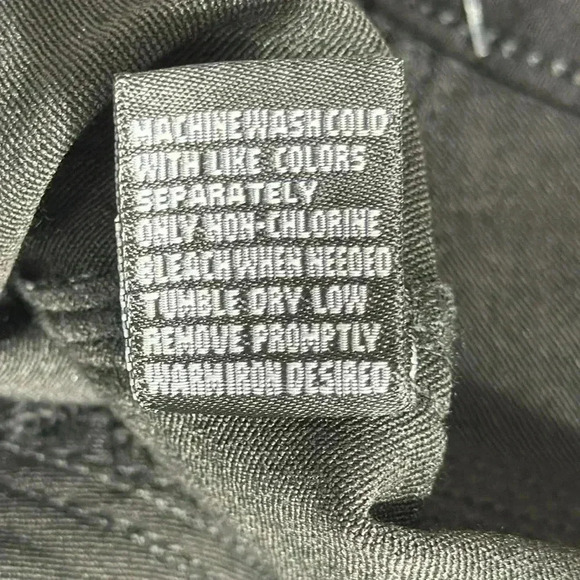 MACHINE WASH COLD
WITH LIKE COLORS
SEPARATELY
ONLY NON-CHLORINE
BLEACH WHEN NEEDED
TUMBLE DRY LOW
REMOVE PROMPTLY
WARM IRON DESIRED